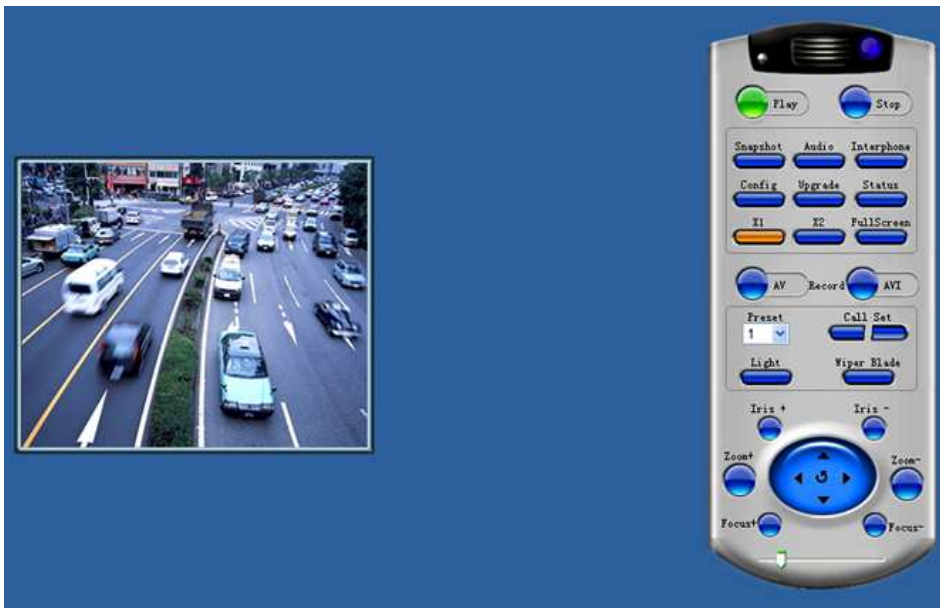 Play Stop
Snapshot Audio Interphone
Config Upgrade Status
X1 X2 FullScreen
AV Record AVI
Preset Call Set
1
Light Wiper Blade
Iris + Iris -
Zoom+ Zoom-
Focus+ Focus-